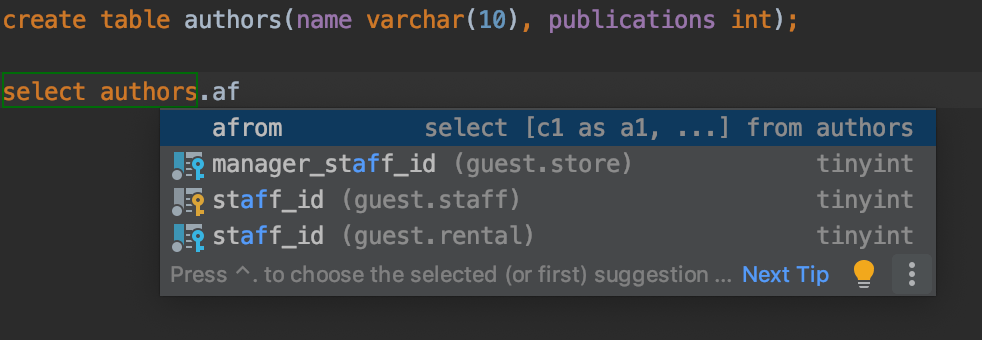 create table authors(name varchar(10), publications int);
select authors.af
afrom select [c1 as a1, ...] from authors
manager_staff_id (guest.store) tinyint
staff_id (guest.staff) tinyint
staff_id (guest.rental) tinyint
Press ^. to choose the selected (or first) suggestion ... Next Tip